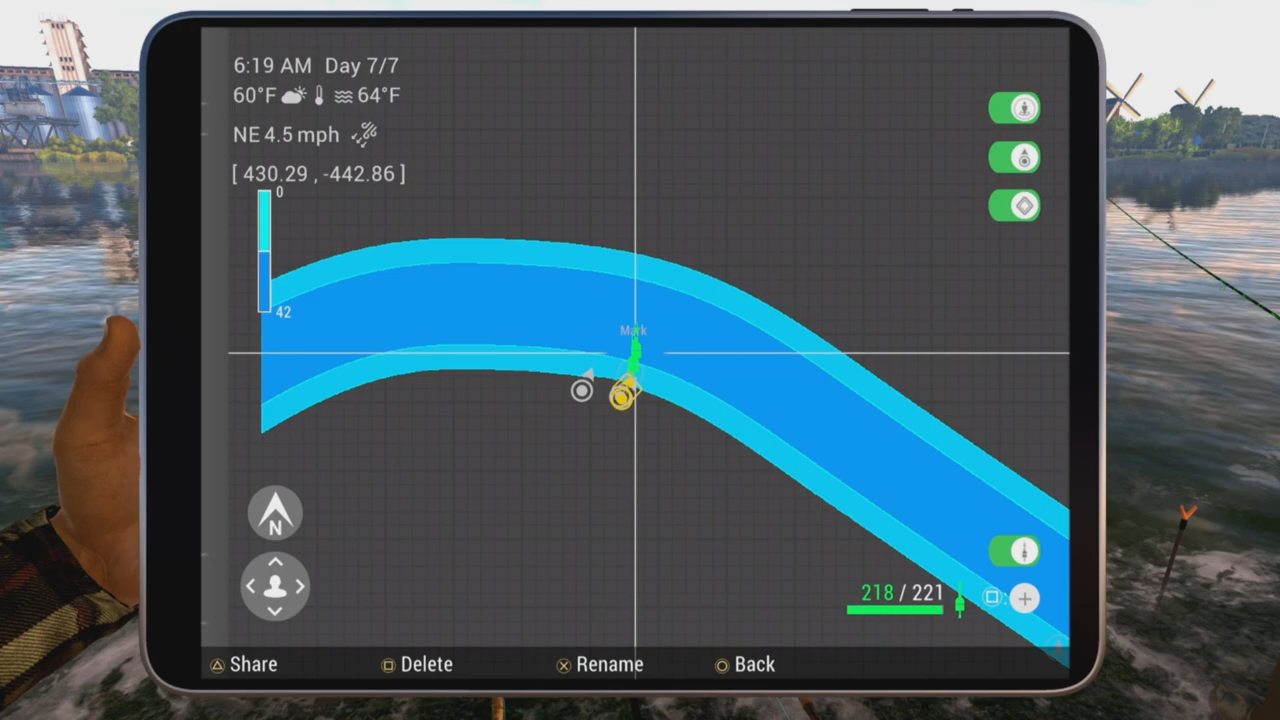 6:19 AM Day 7/7
60°F 64°F
NE 4.5 mph
[ 430.29 , -442.86 ]
0
42
Mark
N
218 / 221
Share Delete Rename Back